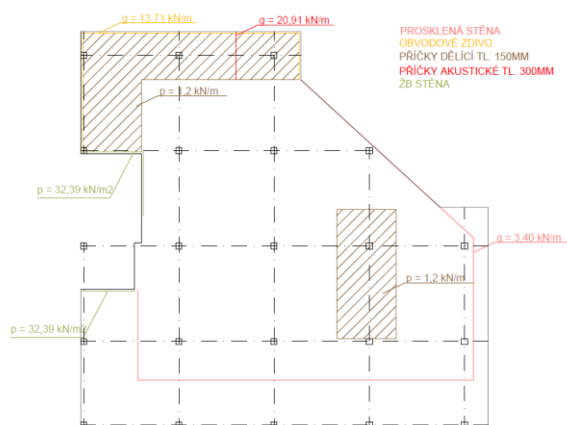 g = 13,71 kN/m
g = 20,91 kN/m
PROSKLENÁ STĚNA
OBVODOVÉ ZDIVO
PŘÍČKY DĚLÍCÍ TL. 150MM
PŘÍČKY AKUSTICKÉ TL. 300MM
ŽB STĚNA
p = 1,2 kN/m
p = 32,39 kN/m2
g = 3,40 kN/m
p = 1,2 kN/m
p = 32,39 kN/m2